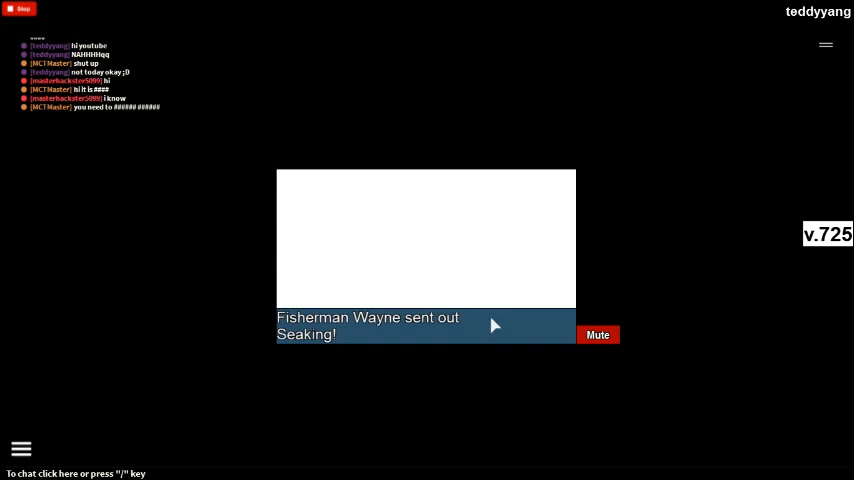 Stop
teddyyang
####
[teddyyang] hi youtube
[teddyyang] NAHHHHqq
[MCTMaster] shut up
[teddyyang] not today okay ;D
[masterhackster5099] hi
[MCTMaster] hi it is ####
[masterhackster5099] i know
[MCTMaster] you need to ###### ######
v.725
Fisherman Wayne sent out
Seaking!
Mute
To chat click here or press "/" key